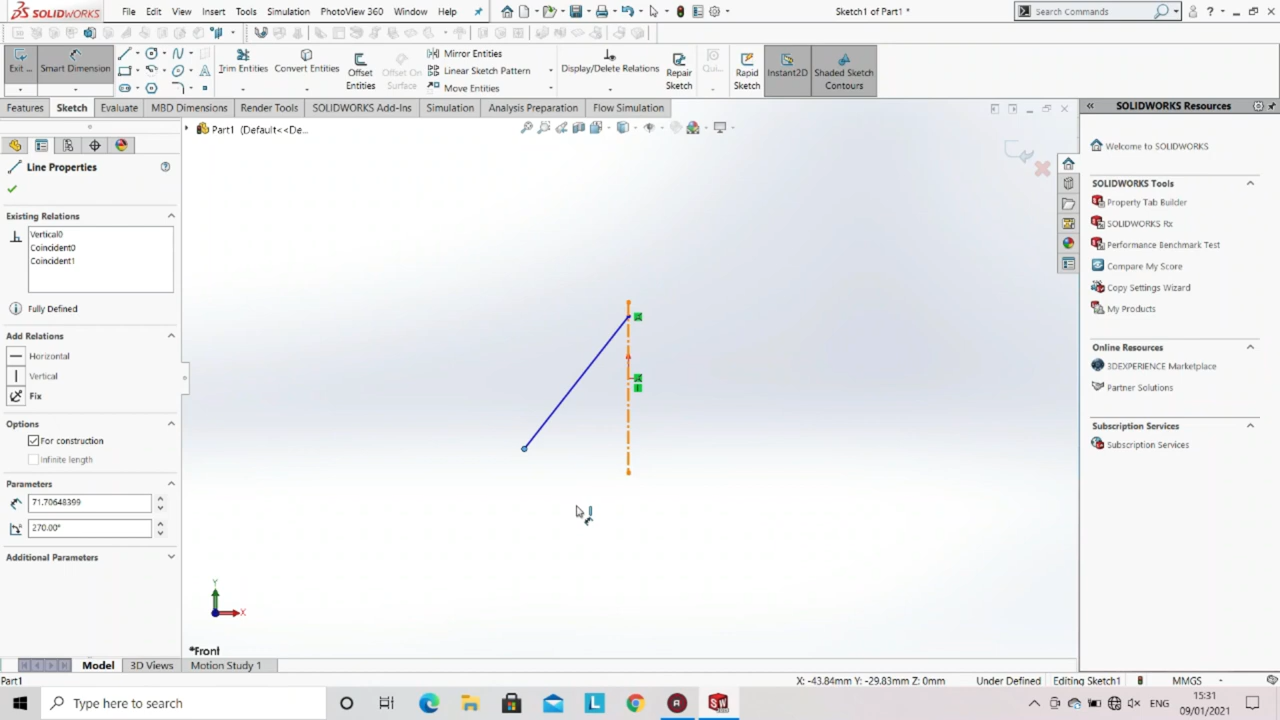 SOLIDWORKS
File Edit View Insert Tools Simulation PhotoView 360 Window Help
Sketch1 of Part1 *
Search Commands
Exit ... Smart Dimension
Trim Entities Convert Entities Offset Entities Offset On Surface
Mirror Entities
Linear Sketch Pattern
Move Entities
Display/Delete Relations Repair Sketch Qui... Rapid Sketch Instant2D Shaded Sketch Contours
Features Sketch Evaluate MBD Dimensions Render Tools SOLIDWORKS Add-Ins Simulation Analysis Preparation Flow Simulation
Part1 (Default<<De...
Line Properties
Existing Relations
Vertical0
Coincident0
Coincident1
Fully Defined
Add Relations
Horizontal
Vertical
Fix
Options
For construction
Infinite length
Parameters
71.70648399
270.00°
Additional Parameters
Y
X
*Front
SOLIDWORKS Resources
Welcome to SOLIDWORKS
SOLIDWORKS Tools
Property Tab Builder
SOLIDWORKS Rx
Performance Benchmark Test
Compare My Score
Copy Settings Wizard
My Products
Online Resources
3DEXPERIENCE Marketplace
Partner Solutions
Subscription Services
Subscription Services
Model 3D Views Motion Study 1
Part1
X: -43.84mm Y: -29.83mm Z: 0mm Under Defined Editing Sketch1 MMGS
Type here to search
ENG
15:31
09/01/2021